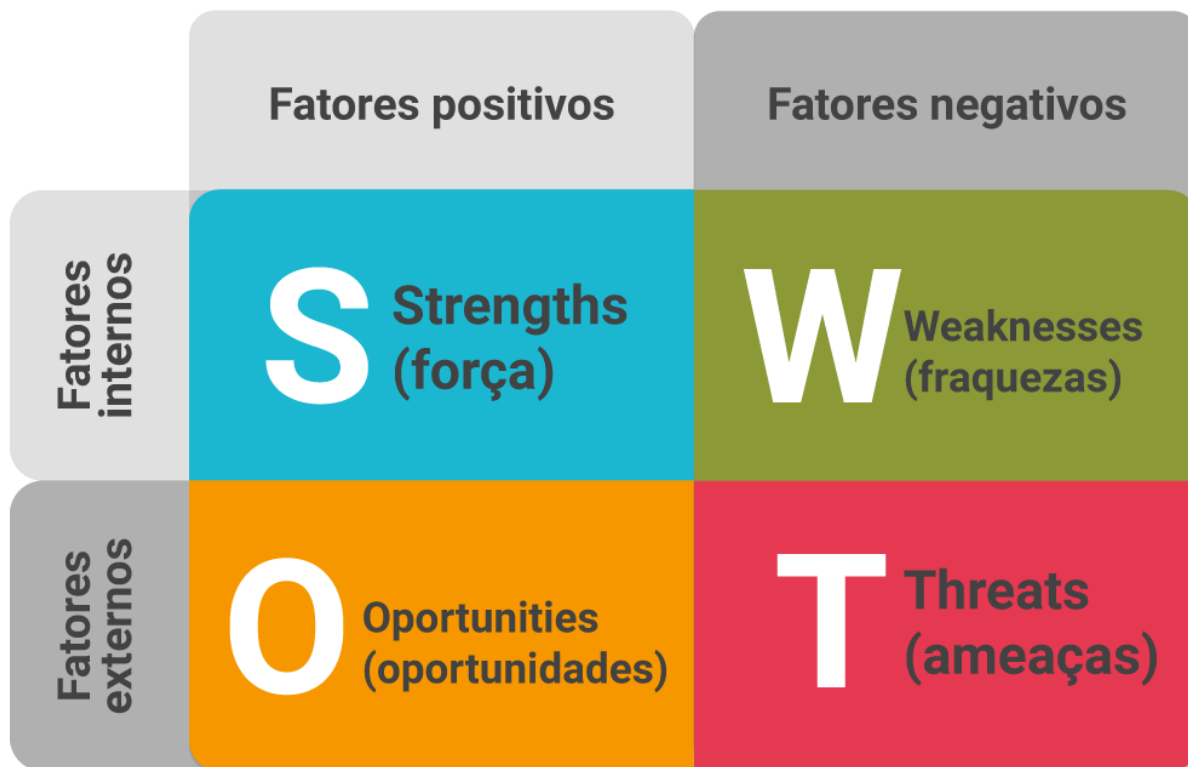 Fatores positivos
Fatores negativos
Fatores
internos
S
Strengths
(força)
W
Weaknesses
(fraquezas)
Fatores
externos
O
Oportunities
(oportunidades)
T
Threats
(ameaças)